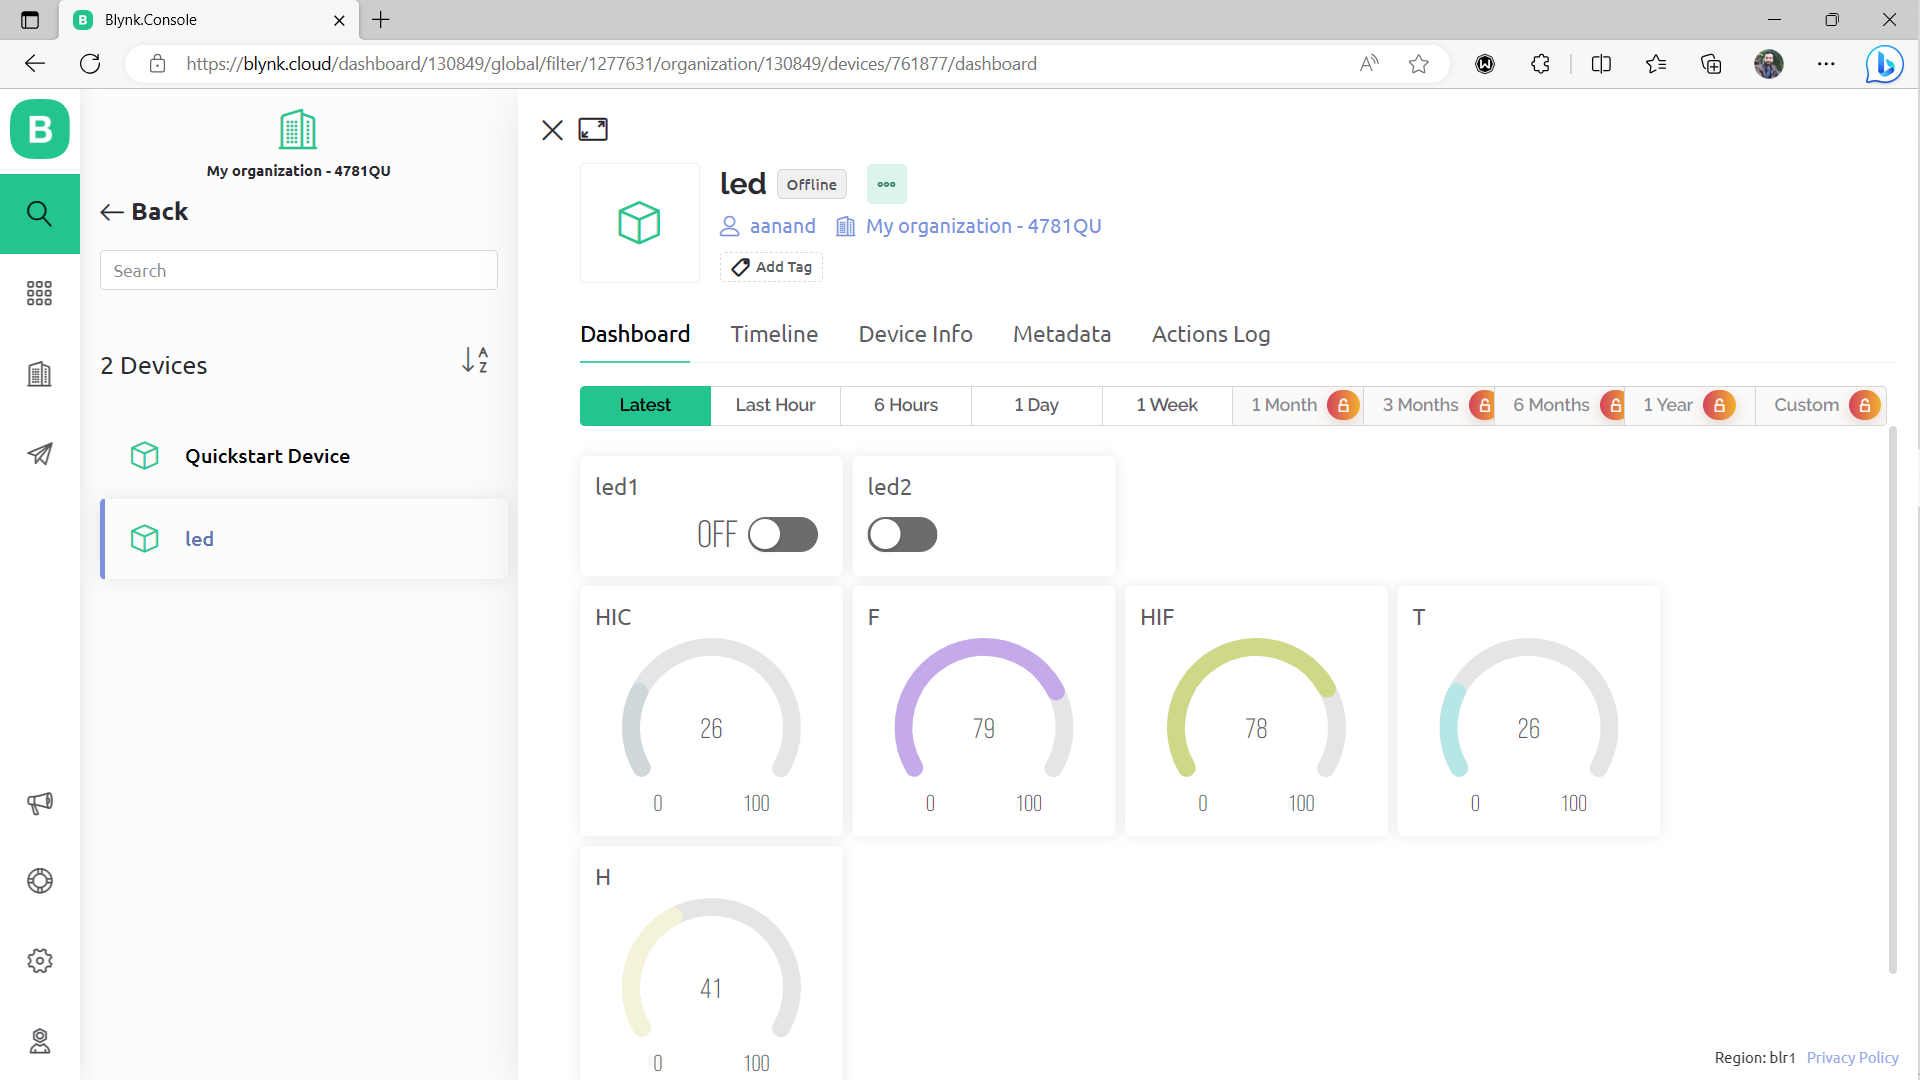 Blynk.Console
https://blynk.cloud/dashboard/130849/global/filter/1277631/organization/130849/devices/761877/dashboard
B
My organization - 4781QU
Back
Search
2 Devices
A
Z
Quickstart Device
led
led Offline
aanand My organization - 4781QU
Add Tag
Dashboard Timeline Device Info Metadata Actions Log
Latest Last Hour 6 Hours 1 Day 1 Week 1 Month 3 Months 6 Months 1 Year Custom
led1 led2
OFF
HIC F HIF T
26 79 78 26
0 100 0 100 0 100 0 100
H
41
0 100
Region: blr1 Privacy Policy